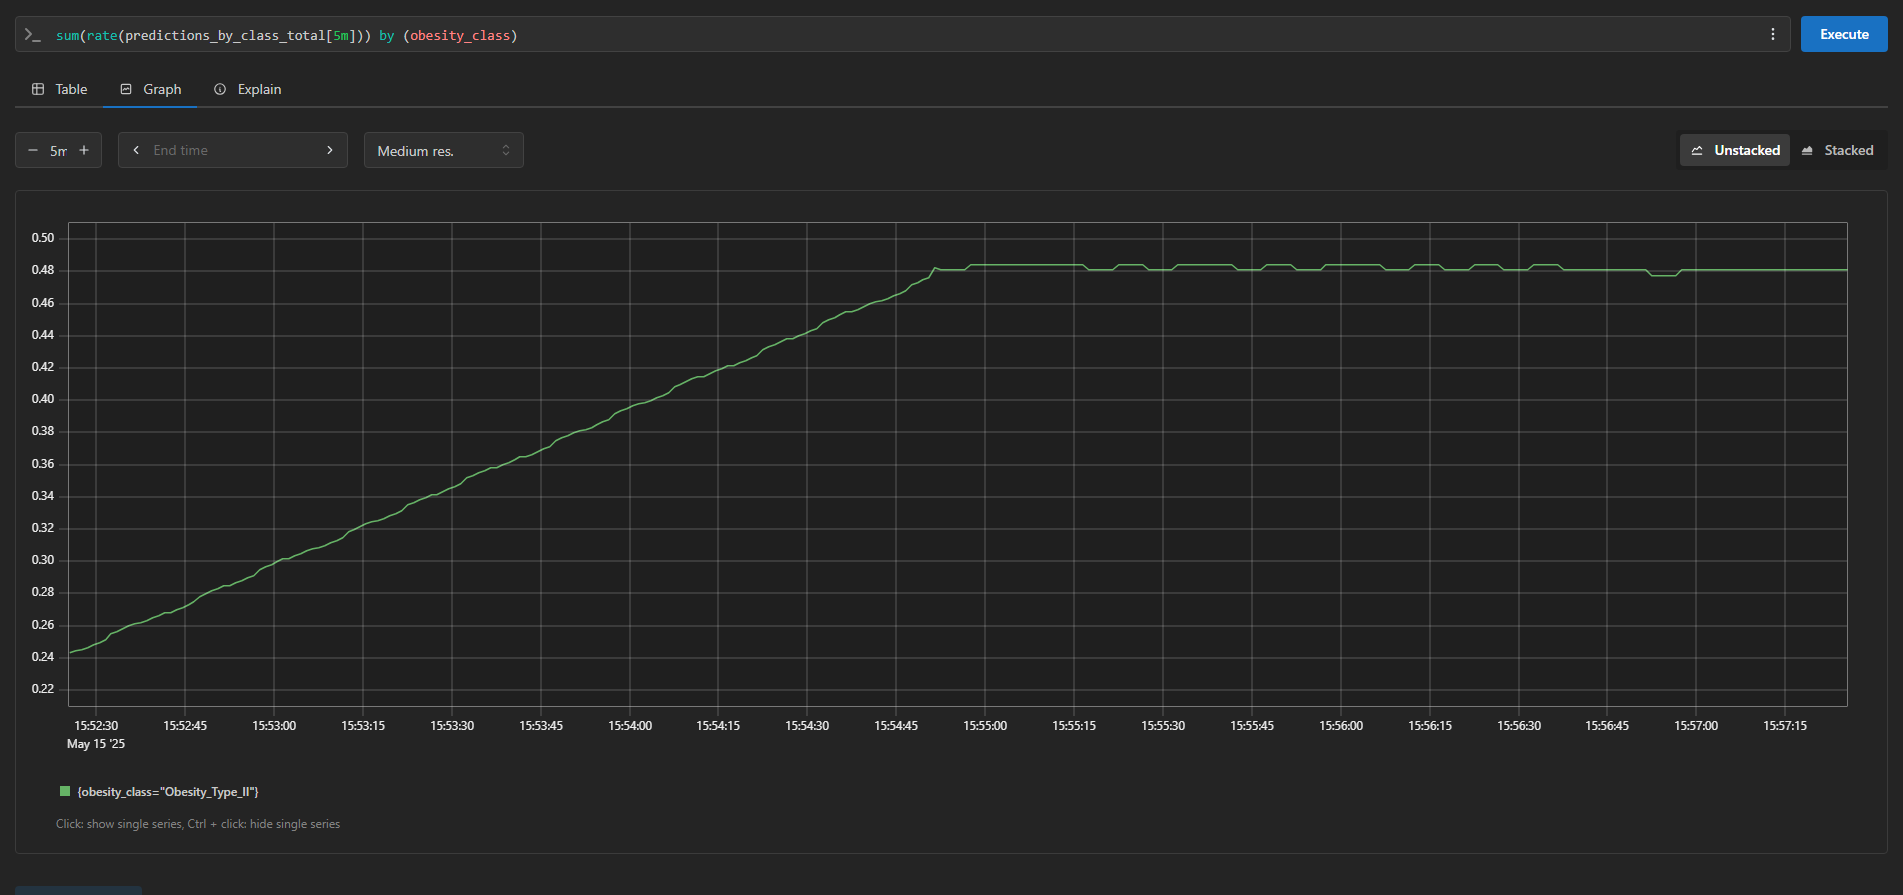 sum(rate(predictions_by_class_total[5m])) by (obesity_class)
Execute
Table Graph Explain
5m End time Medium res. Unstacked Stacked
0.50
0.48
0.46
0.44
0.42
0.40
0.38
0.36
0.34
0.32
0.30
0.28
0.26
0.24
0.22
15:52:30 15:52:45 15:53:00 15:53:15 15:53:30 15:53:45 15:54:00 15:54:15 15:54:30 15:54:45 15:55:00 15:55:15 15:55:30 15:55:45 15:56:00 15:56:15 15:56:30 15:56:45 15:57:00 15:57:15
May 15 '25
{obesity_class="Obesity_Type_II"}
Click: show single series, Ctrl + click: hide single series